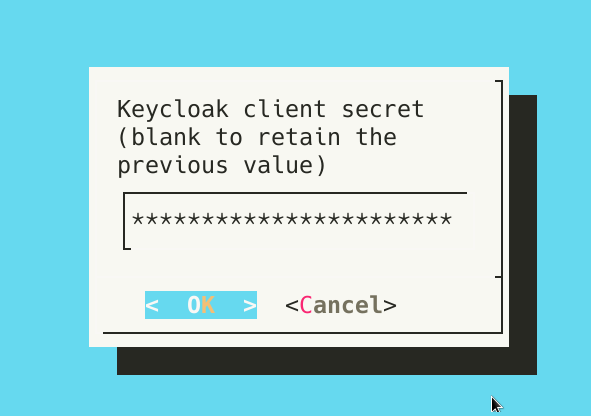 Keycloak client secret
(blank to retain the
previous value)
***********************
<  OK  >  <Cancel>